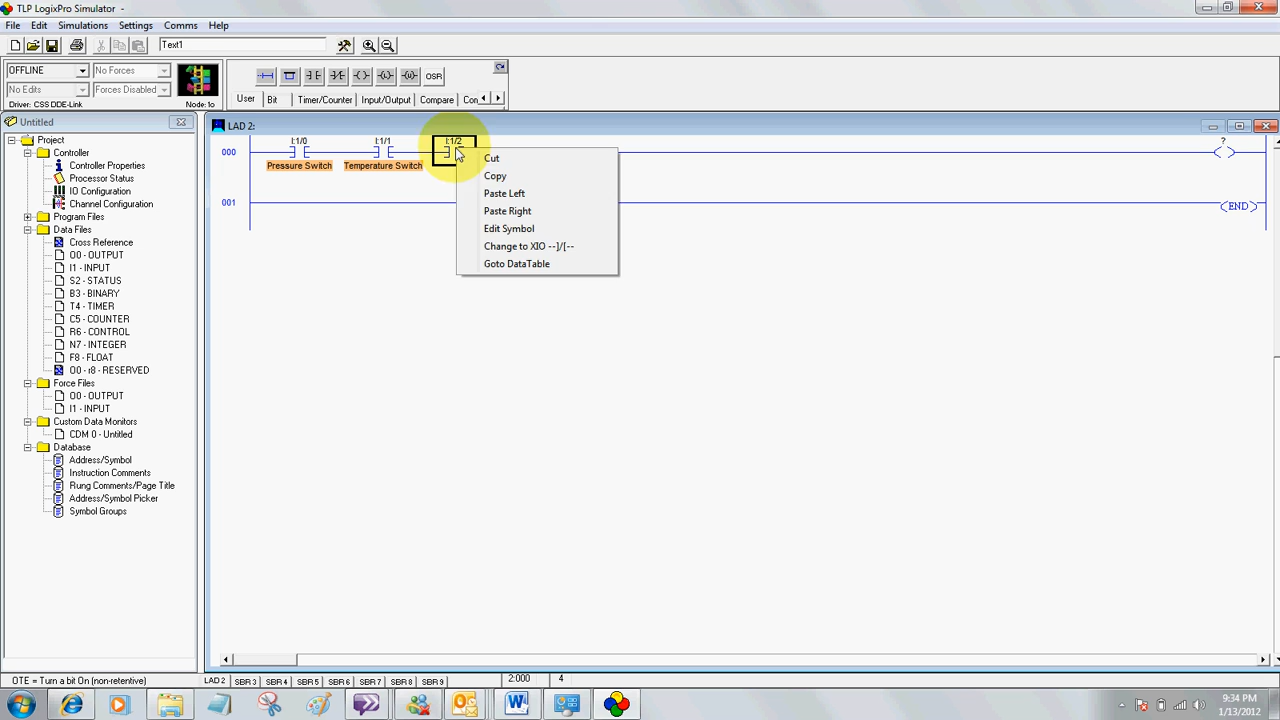 TLP LogixPro Simulator -
File Edit Simulations Settings Comms Help
Text1
OFFLINE No Forces
No Edits Forces Disabled
Driver: CSS DDE-Link Node: 1o
OSR
User Bit Timer/Counter Input/Output Compare Con
Untitled
Project
Controller
Controller Properties
Processor Status
IO Configuration
Channel Configuration
Program Files
Data Files
Cross Reference
O0 - OUTPUT
I1 - INPUT
S2 - STATUS
B3 - BINARY
T4 - TIMER
C5 - COUNTER
R6 - CONTROL
N7 - INTEGER
F8 - FLOAT
O0 - r8 - RESERVED
Force Files
O0 - OUTPUT
I1 - INPUT
Custom Data Monitors
CDM 0 - Untitled
Database
Address/Symbol
Instruction Comments
Rung Comments/Page Title
Address/Symbol Picker
Symbol Groups
LAD 2:
I:1/0 I:1/1 I:1/2 ?
000
Pressure Switch Temperature Switch
001 END
Cut
Copy
Paste Left
Paste Right
Edit Symbol
Change to XIO --]/[--
Goto DataTable
OTE = Turn a bit On (non-retentive) LAD 2 SBR 3 SBR 4 SBR 5 SBR 6 SBR 7 SBR 8 SBR 9 2:000 4
9:34 PM
1/13/2012